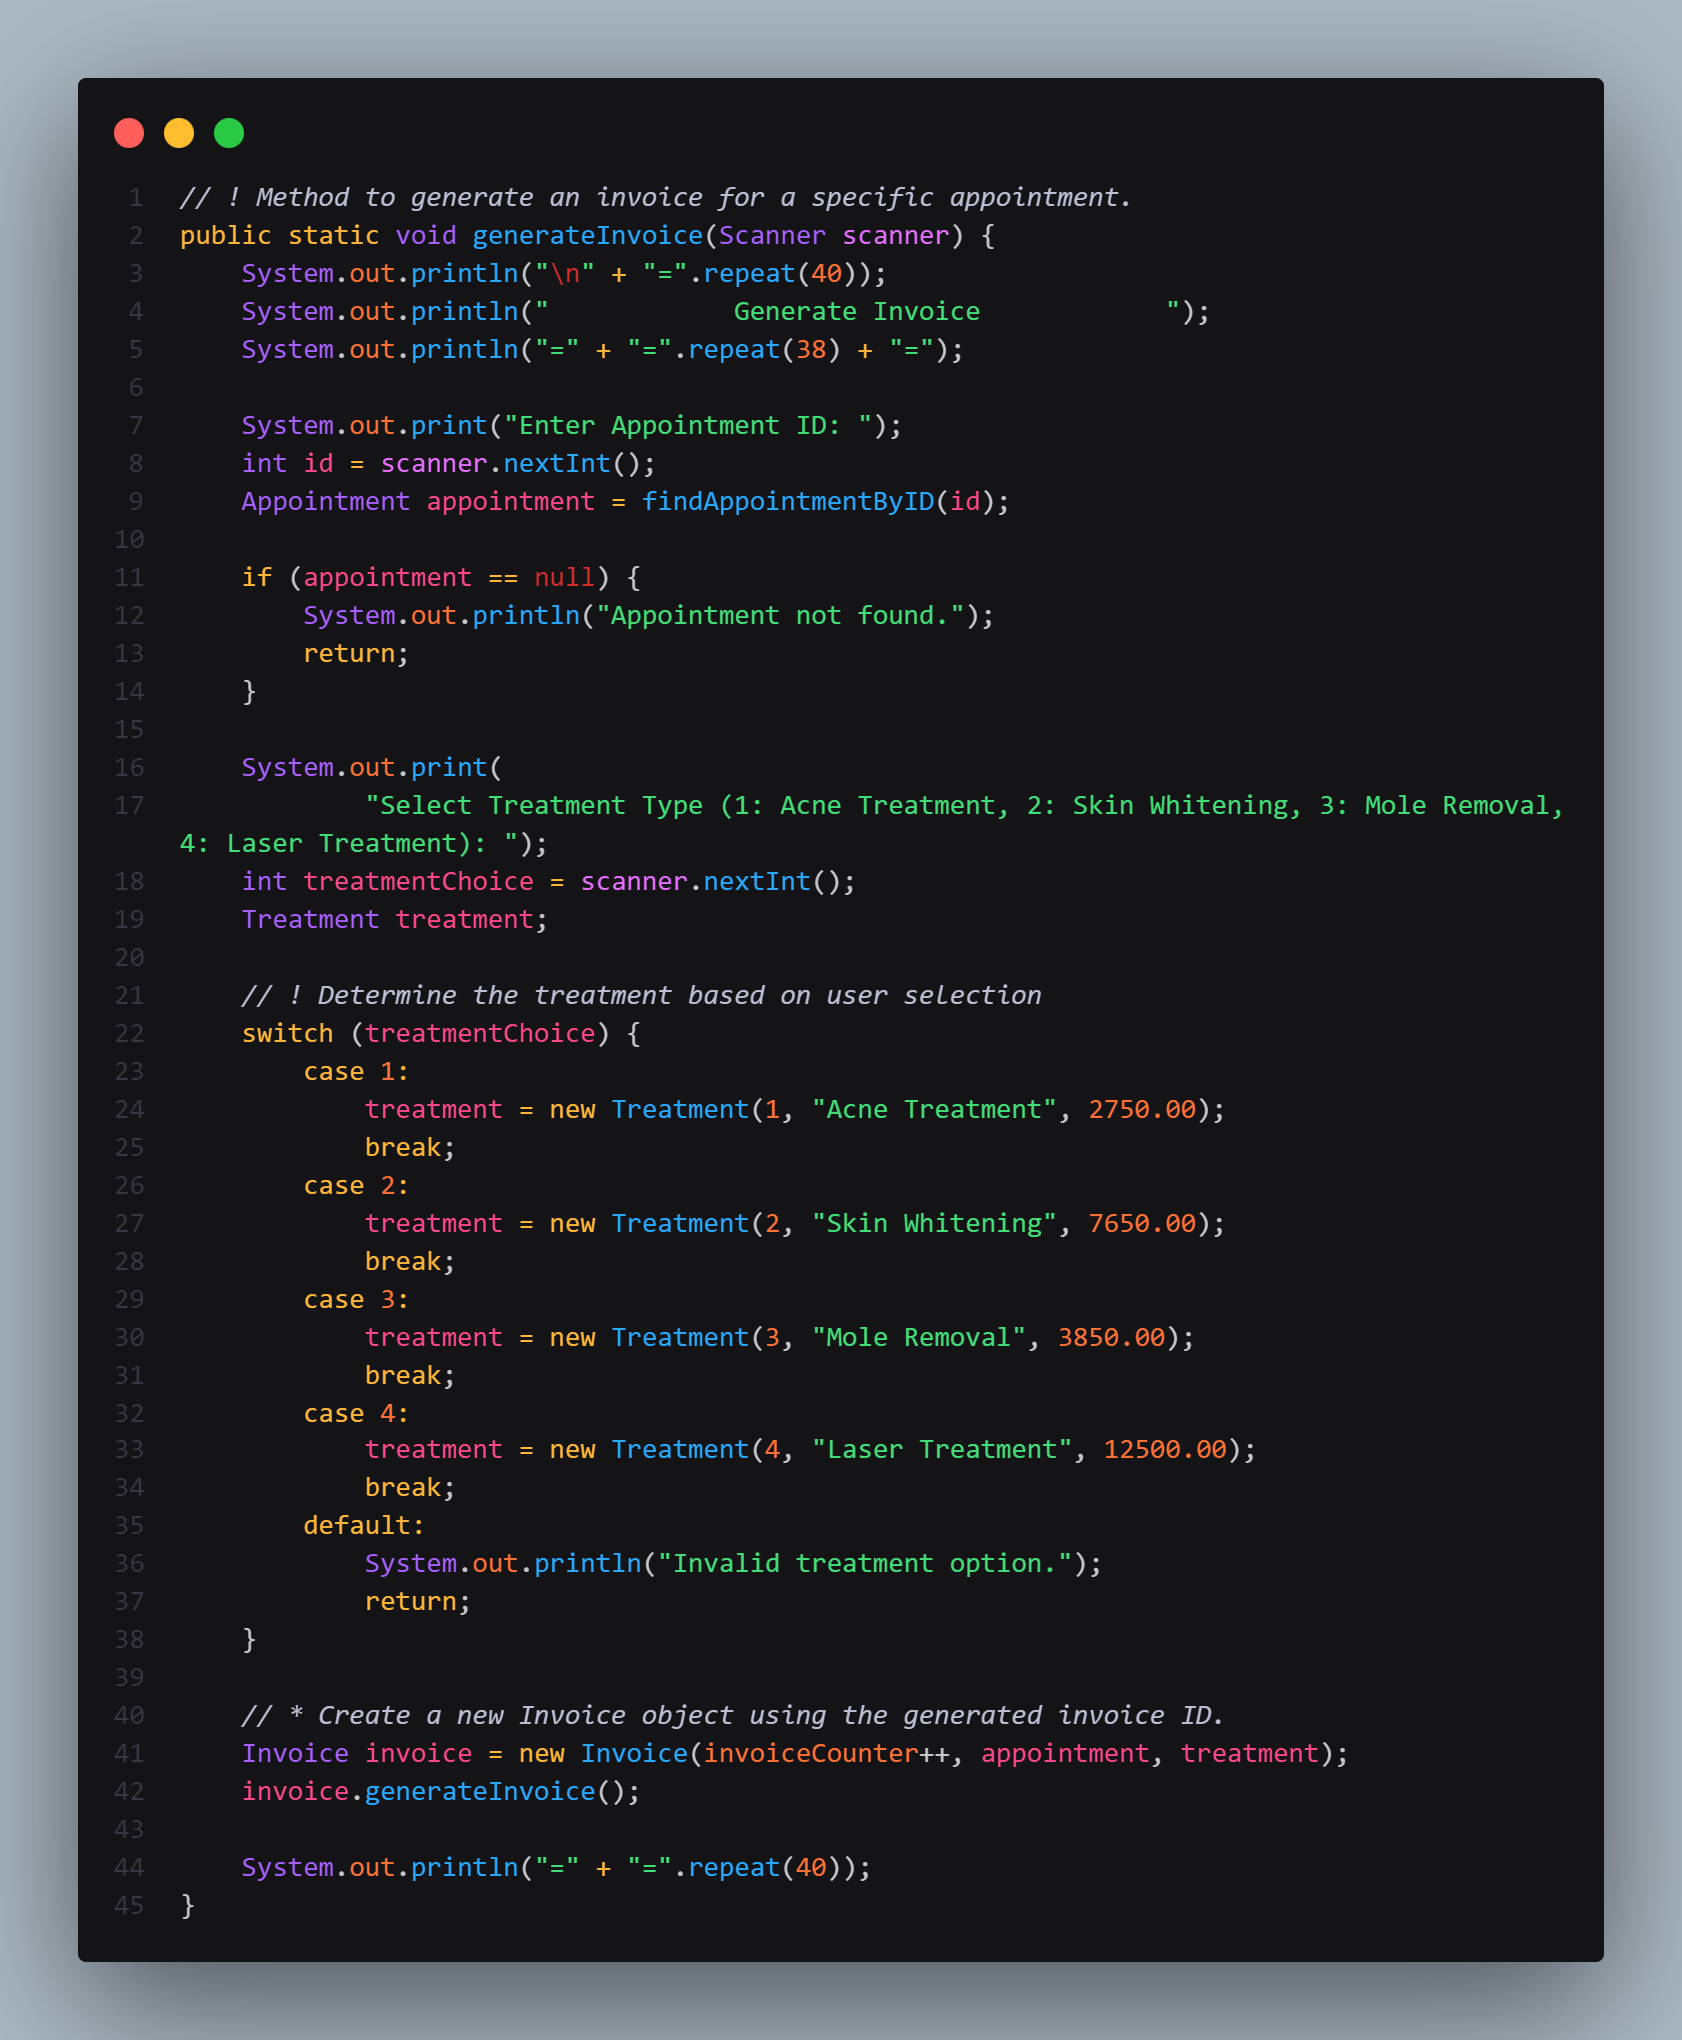 1 // ! Method to generate an invoice for a specific appointment.
2 public static void generateInvoice(Scanner scanner) {
3     System.out.println("\n" + "=".repeat(40));
4     System.out.println("            Generate Invoice            ");
5     System.out.println("=" + "=".repeat(38) + "=");
6
7     System.out.print("Enter Appointment ID: ");
8     int id = scanner.nextInt();
9     Appointment appointment = findAppointmentByID(id);
10
11     if (appointment == null) {
12         System.out.println("Appointment not found.");
13         return;
14     }
15
16     System.out.print(
17             "Select Treatment Type (1: Acne Treatment, 2: Skin Whitening, 3: Mole Removal,
4: Laser Treatment): ");
18     int treatmentChoice = scanner.nextInt();
19     Treatment treatment;
20
21     // ! Determine the treatment based on user selection
22     switch (treatmentChoice) {
23         case 1:
24             treatment = new Treatment(1, "Acne Treatment", 2750.00);
25             break;
26         case 2:
27             treatment = new Treatment(2, "Skin Whitening", 7650.00);
28             break;
29         case 3:
30             treatment = new Treatment(3, "Mole Removal", 3850.00);
31             break;
32         case 4:
33             treatment = new Treatment(4, "Laser Treatment", 12500.00);
34             break;
35         default:
36             System.out.println("Invalid treatment option.");
37             return;
38     }
39
40     // * Create a new Invoice object using the generated invoice ID.
41     Invoice invoice = new Invoice(invoiceCounter++, appointment, treatment);
42     invoice.generateInvoice();
43
44     System.out.println("=" + "=".repeat(40));
45 }